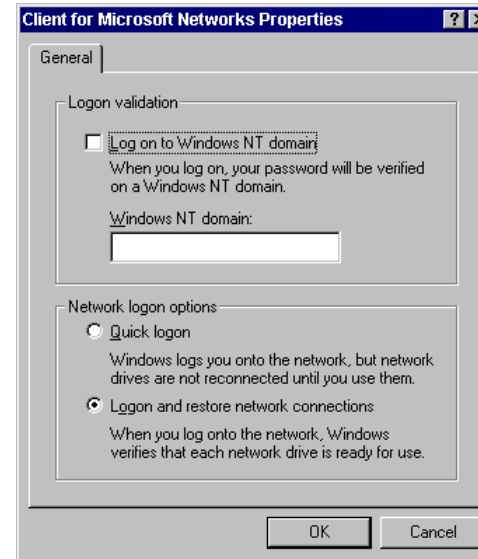 Client for Microsoft Networks Properties
General
Logon validation
Log on to Windows NT domain
When you log on, your password will be verified
on a Windows NT domain.
Windows NT domain:
Network logon options
Quick logon
Windows logs you onto the network, but network
drives are not reconnected until you use them.
Logon and restore network connections
When you log onto the network, Windows
verifies that each network drive is ready for use.
OK Cancel